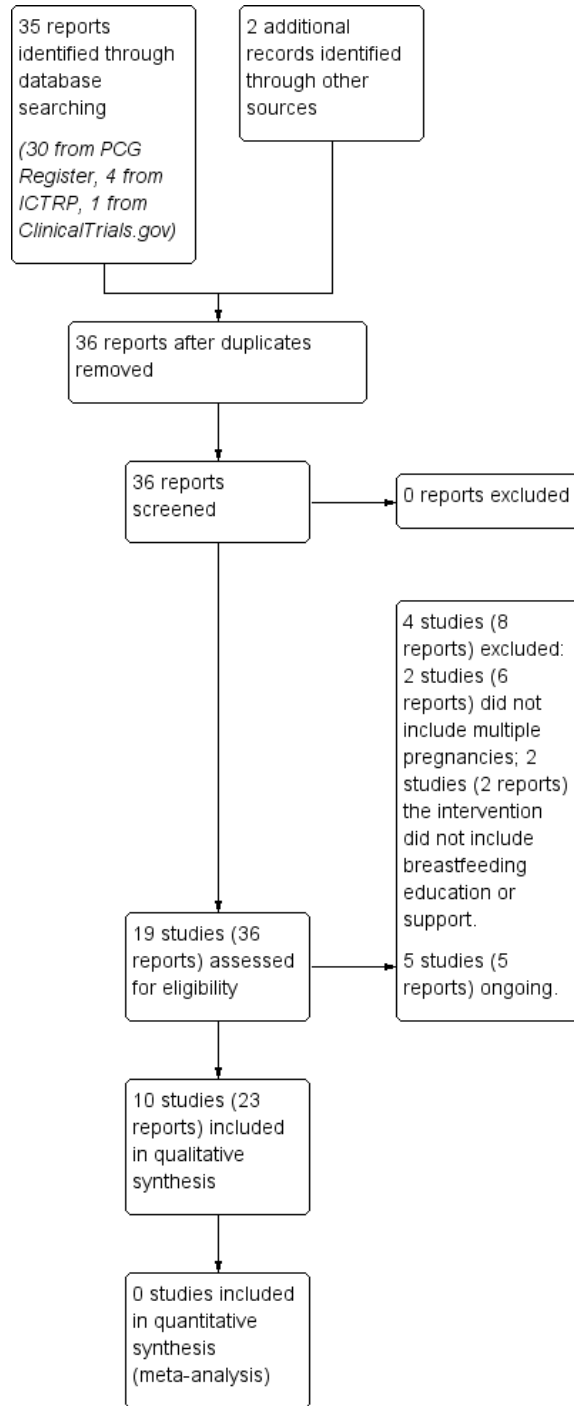 35 reports
identified through
database
searching
(30 from PCG
Register, 4 from
ICTRP, 1 from
ClinicalTrials.gov)
2 additional
records identified
through other
sources
36 reports after duplicates
removed
36 reports
screened
0 reports excluded
4 studies (8
reports) excluded:
2 studies (6
reports) did not
include multiple
pregnancies; 2
studies (2 reports)
the intervention
did not include
breastfeeding
education or
support.
5 studies (5
reports) ongoing.
19 studies (36
reports) assessed
for eligibility
10 studies (23
reports) included
in qualitative
synthesis
0 studies included
in quantitative
synthesis
(meta-analysis)